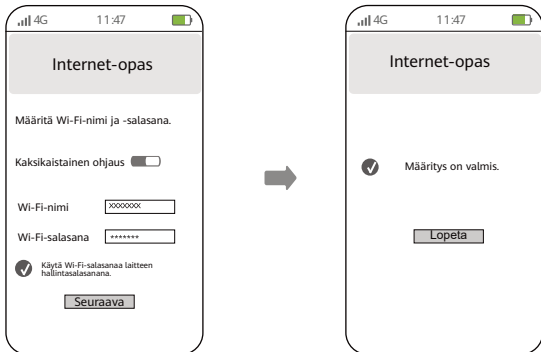 4G 11:47
Internet-opas
Määritä Wi-Fi-nimi ja -salasana.
Kaksikaistainen ohjaus
Wi-Fi-nimi XXXXXXX
Wi-Fi-salasana *******
Käytä Wi-Fi-salasanaa laitteen
hallintasalasanana.
Seuraava
4G 11:47
Internet-opas
Määritys on valmis.
Lopeta